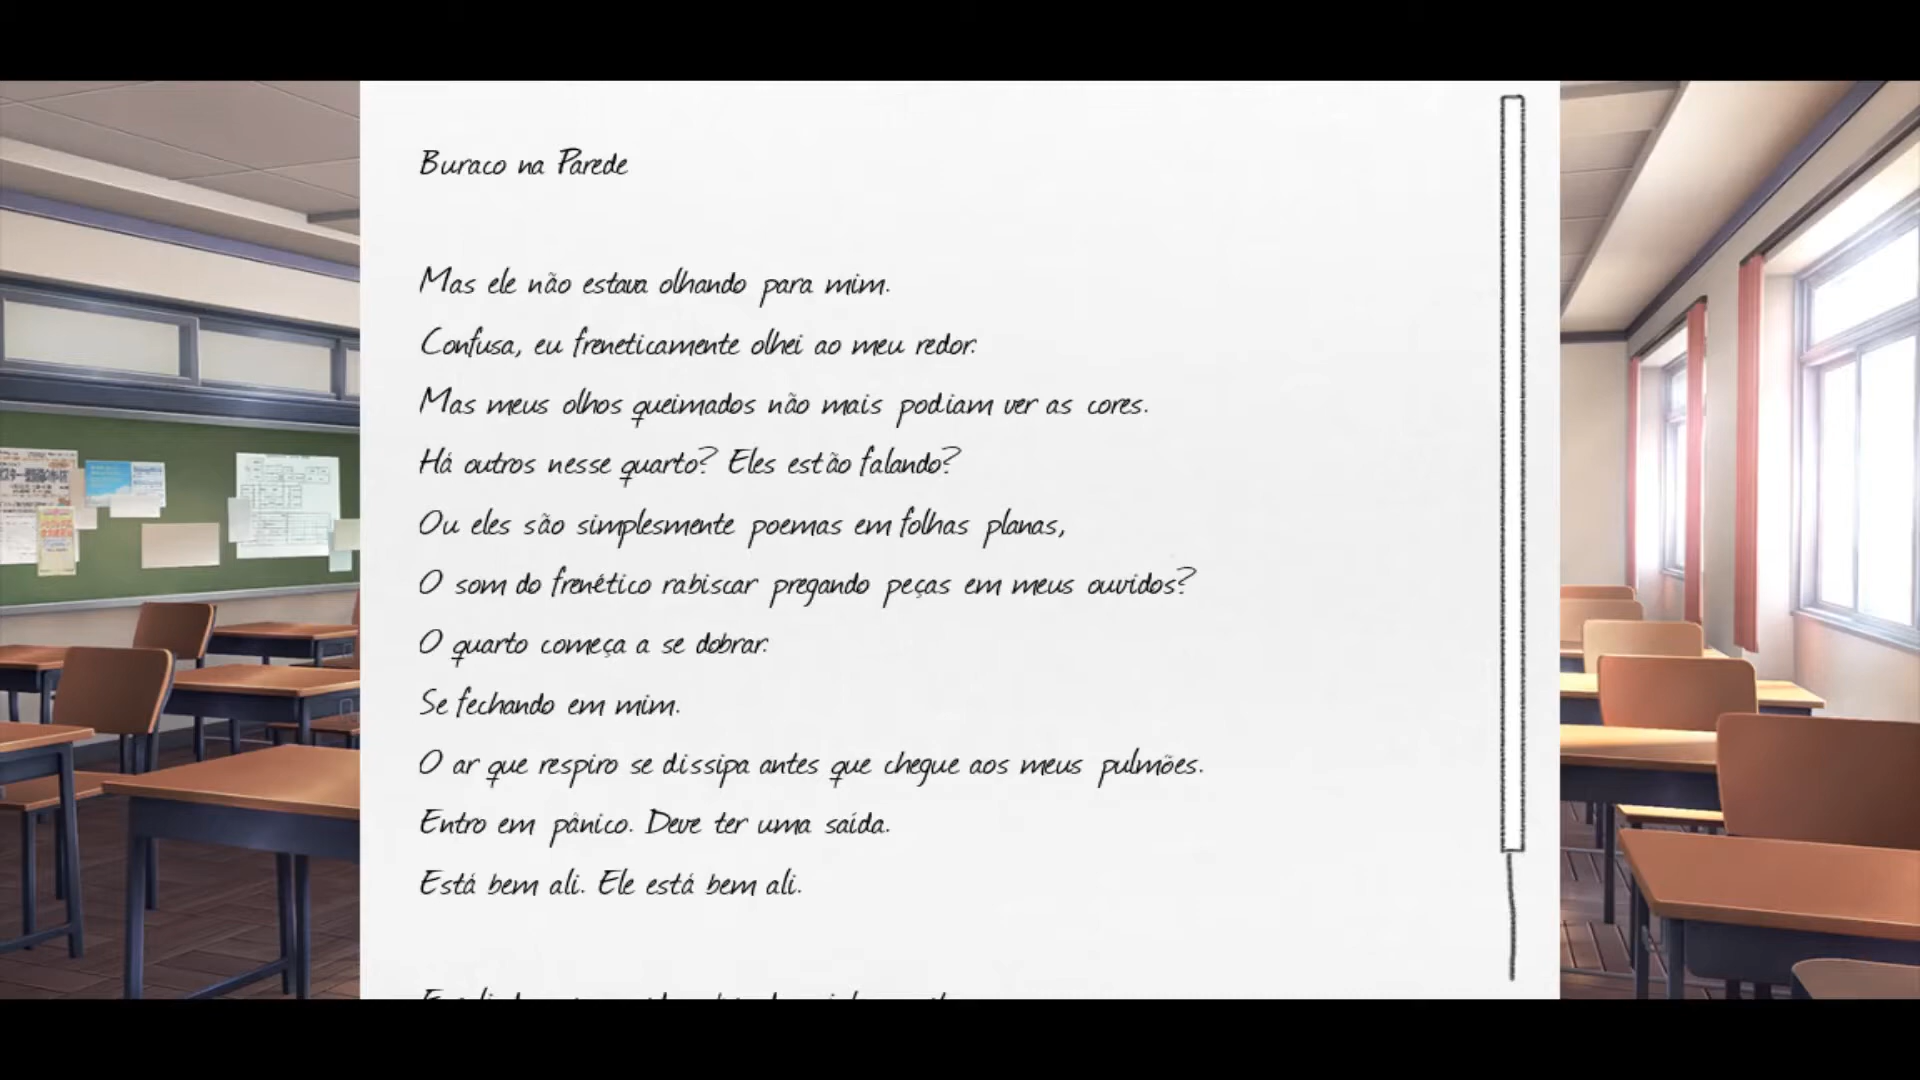 Buraco na Parede
Mas ele não estava olhando para mim.
Confusa, eu freneticamente olhei ao meu redor.
Mas meus olhos queimados não mais podiam ver as cores.
Há outros nesse quarto? Eles estão falando?
Ou eles são simplesmente poemas em folhas planas,
O som do frenético rabiscar pregando peças em meus ouvidos?
O quarto começa a se dobrar.
Se fechando em mim.
O ar que respiro se dissipa antes que chegue aos meus pulmões.
Entro em pânico. Deve ter uma saída.
Está bem ali. Ele está bem ali.